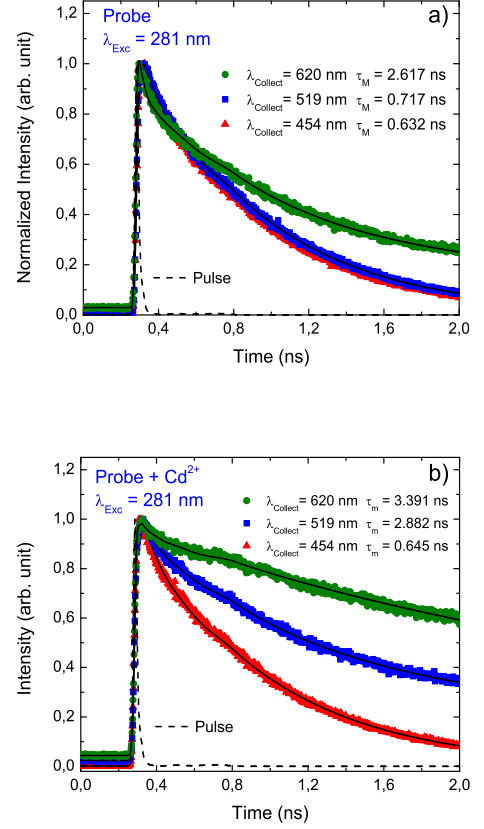 a)
Probe
λExc = 281 nm
λCollect= 620 nm τM = 2.617 ns
λCollect= 519 nm τM = 0.717 ns
λCollect= 454 nm τM = 0.632 ns
Normalized Intensity (arb. unit)
1,2
1,0
0,8
0,6
0,4
0,2
0,0
Pulse
0,0 0,4 0,8 1,2 1,6 2,0
Time (ns)
b)
Probe + Cd2+
λExc = 281 nm
λCollect= 620 nm τm = 3.391 ns
λCollect= 519 nm τm = 2.882 ns
λCollect= 454 nm τm = 0.645 ns
Intensity (arb. unit)
1,2
1,0
0,8
0,6
0,4
0,2
0,0
Pulse
0,0 0,4 0,8 1,2 1,6 2,0
Time (ns)